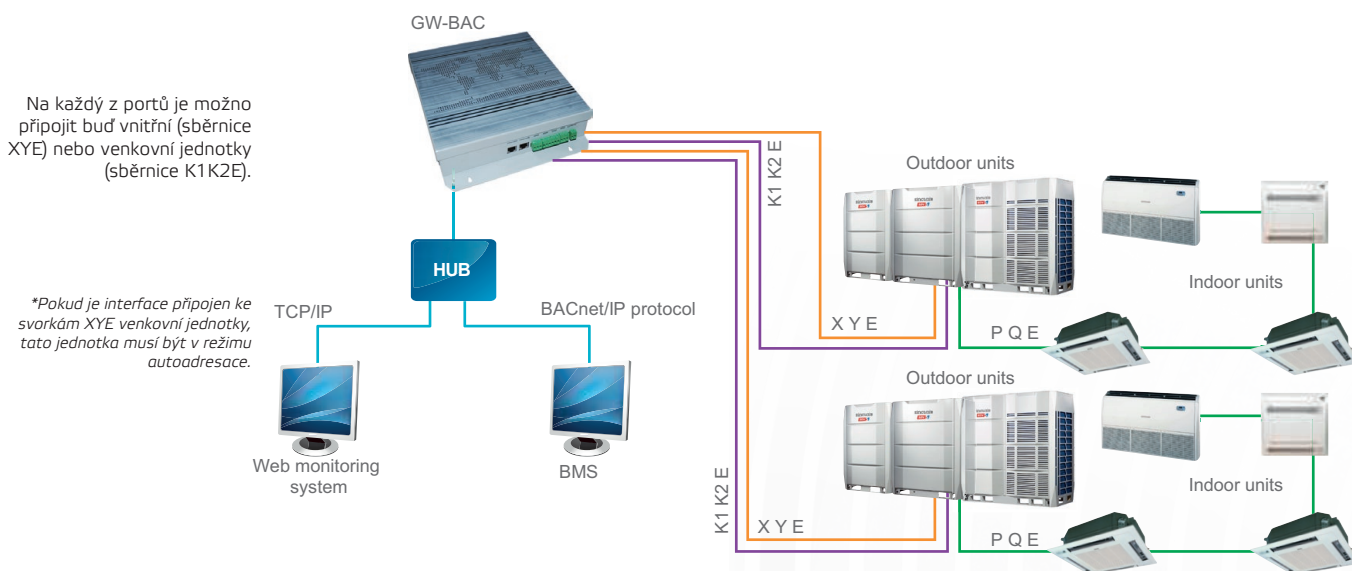 GW-BAC
Na každý z portů je možno
připojit buď vnitřní (sběrnice
XYE) nebo venkovní jednotky
(sběrnice K1K2E).
HUB
*Pokud je interface připojen ke
svorkám XYE venkovní jednotky,
tato jednotka musí být v režimu
autoadresace.
TCP/IP
BACnet/IP protocol
Web monitoring
system
BMS
K1 K2 E
Outdoor units
Indoor units
X Y E
P Q E
Outdoor units
Indoor units
K1 K2 E
X Y E
P Q E